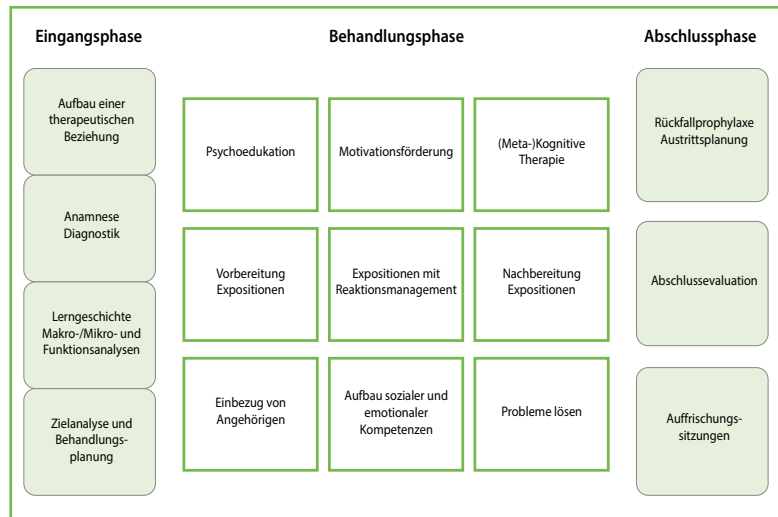 Eingangsphase
Aufbau einer
therapeutischen
Beziehung
Anamnese
Diagnostik
Lerngeschichte
Makro-/Mikro- und
Funktionsanalysen
Zielanalyse und
Behandlungs-
planung
Behandlungsphase
Psychoedukation
Motivationsförderung
(Meta-)Kognitive
Therapie
Vorbereitung
Expositionen
Expositionen mit
Reaktionsmanagement
Nachbereitung
Expositionen
Einbezug von
Angehörigen
Aufbau sozialer und
emotionaler
Kompetenzen
Probleme lösen
Abschlussphase
Rückfallprophylaxe
Austrittsplanung
Abschlussevaluation
Auffrischungs-
sitzungen